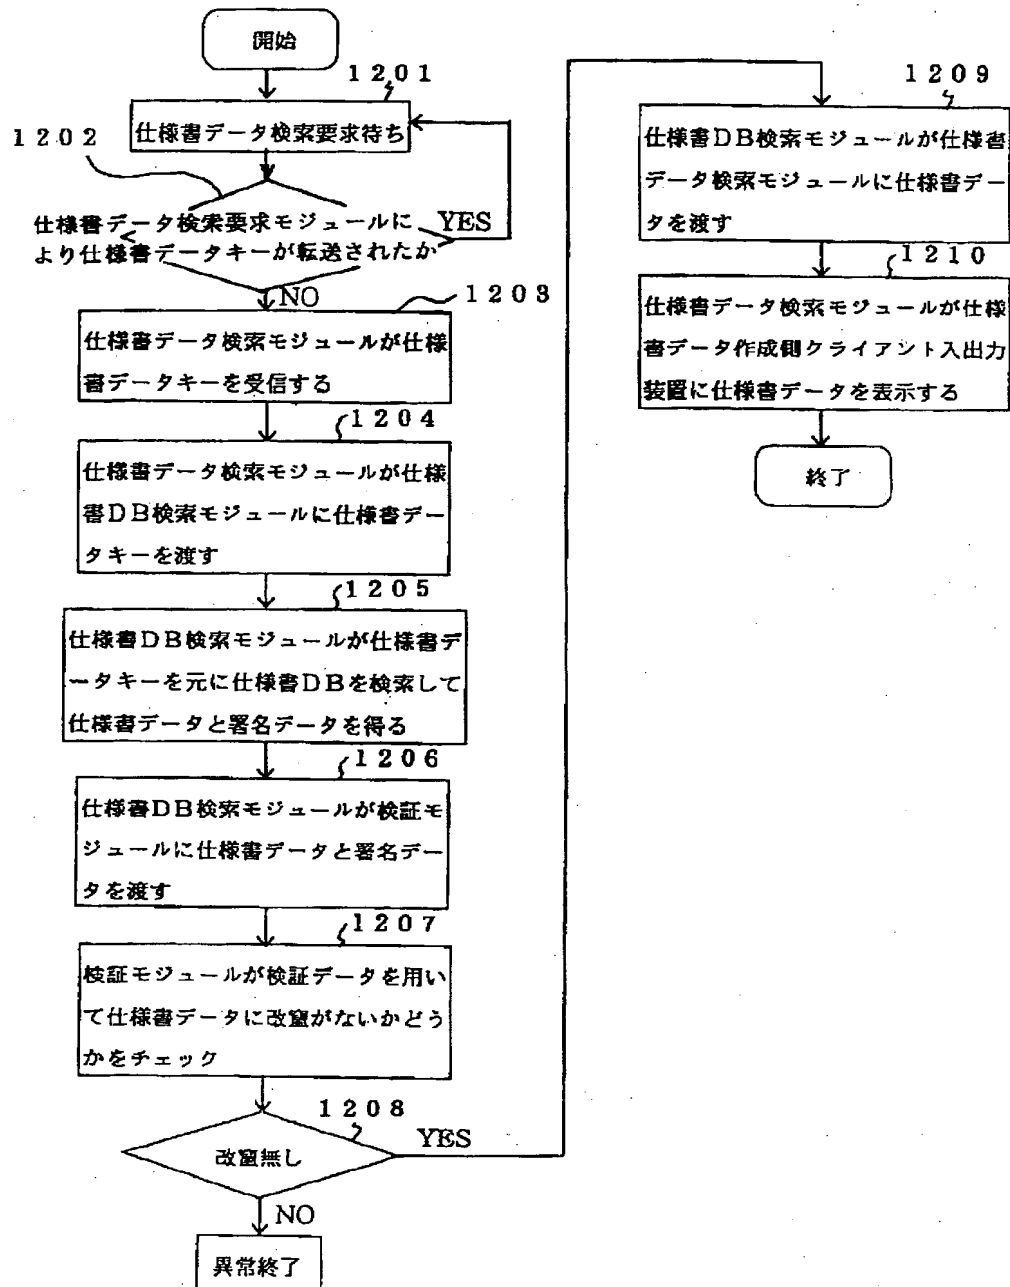 開始
1201
仕様書データ検索要求待ち
1202
仕様書データ検索要求モジュールに
より仕様書データキーが転送されたか
YES
NO
1203
仕様書データ検索モジュールが仕様
書データキーを受信する
1204
仕様書データ検索モジュールが仕様
書DB検索モジュールに仕様書デー
タキーを渡す
1205
仕様書DB検索モジュールが仕様書デ
ータキーを元に仕様書DBを検索して
仕様書データと署名データを得る
1206
仕様書DB検索モジュールが検証モ
ジュールに仕様書データと署名デー
タを渡す
1207
検証モジュールが検証データを用い
て仕様書データに改竄がないかどう
かをチェック
1208
改竄無し
YES
NO
異常終了
1209
仕様書DB検索モジュールが仕様書
データ検索モジュールに仕様書デー
タを渡す
1210
仕様書データ検索モジュールが仕様
書データ作成側クライアント入出力
装置に仕様書データを表示する
終了